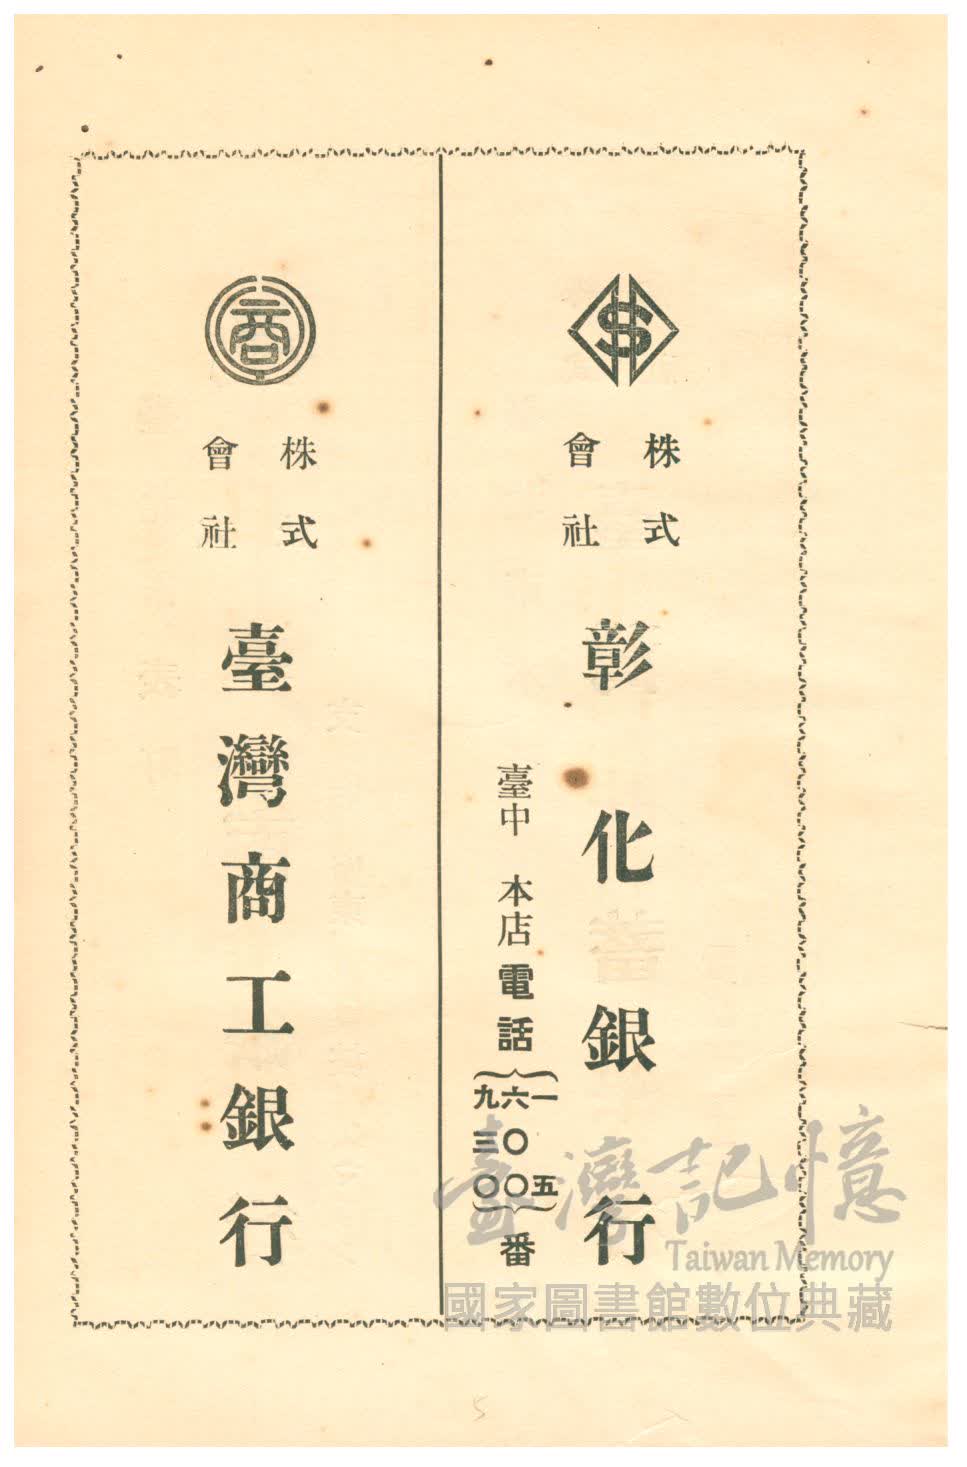 株式
會社
彰化銀行
臺中 本店電話
一五
六〇〇
九三〇
番
商
株式
會社
臺灣商工銀行
臺灣記憶
Taiwan Memory
國家圖書館數位典藏
5